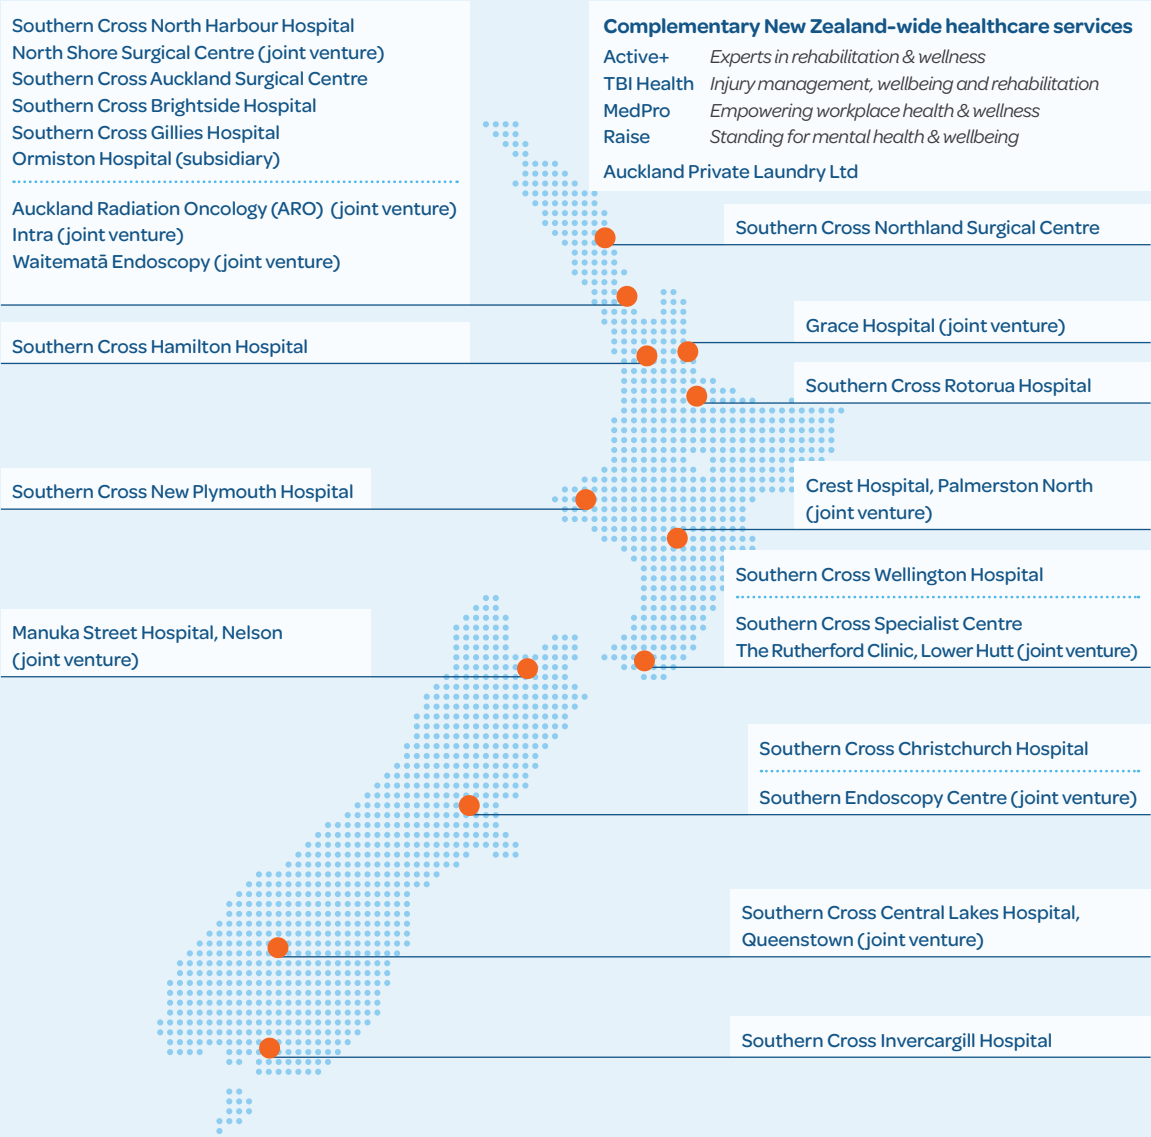 Southern Cross North Harbour Hospital
North Shore Surgical Centre (joint venture)
Southern Cross Auckland Surgical Centre
Southern Cross Brightside Hospital
Southern Cross Gillies Hospital
Ormiston Hospital (subsidiary)
Auckland Radiation Oncology (ARO) (joint venture)
Intra (joint venture)
Waitematā Endoscopy (joint venture)
Complementary New Zealand-wide healthcare services
Active+ Experts in rehabilitation & wellness
TBI Health Injury management, wellbeing and rehabilitation
MedPro Empowering workplace health & wellness
Raise Standing for mental health & wellbeing
Auckland Private Laundry Ltd
Southern Cross Northland Surgical Centre
Grace Hospital (joint venture)
Southern Cross Hamilton Hospital
Southern Cross Rotorua Hospital
Southern Cross New Plymouth Hospital
Crest Hospital, Palmerston North
(joint venture)
Southern Cross Wellington Hospital
Southern Cross Specialist Centre
The Rutherford Clinic, Lower Hutt (joint venture)
Manuka Street Hospital, Nelson
(joint venture)
Southern Cross Christchurch Hospital
Southern Endoscopy Centre (joint venture)
Southern Cross Central Lakes Hospital,
Queenstown (joint venture)
Southern Cross Invercargill Hospital